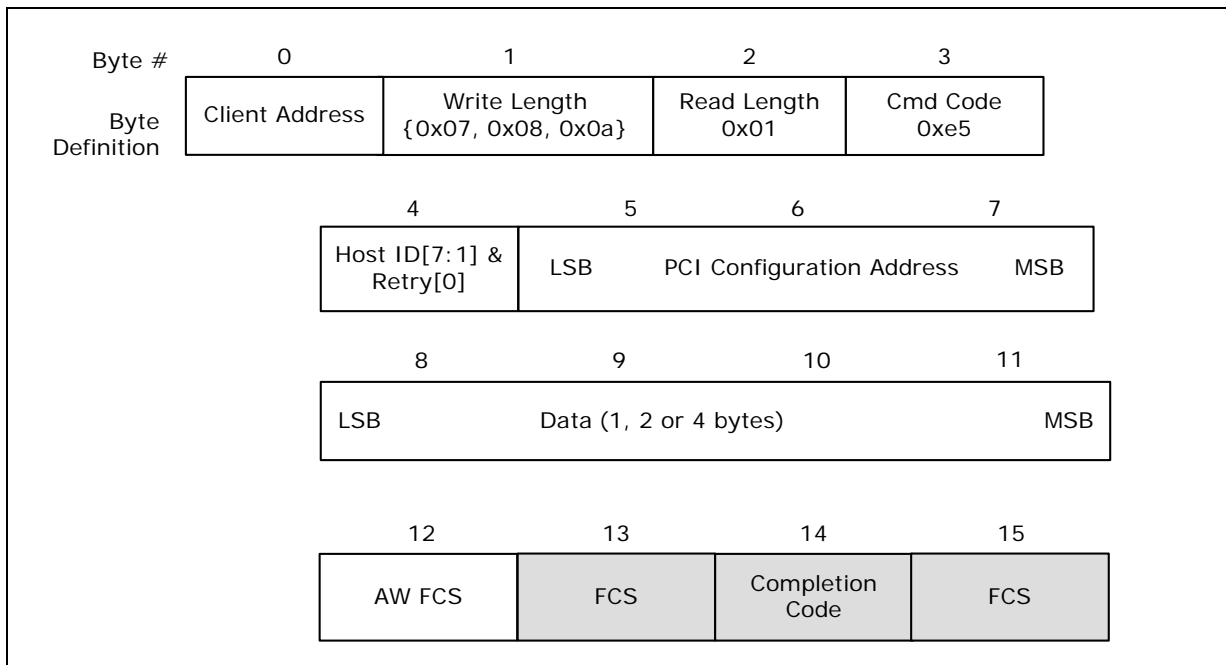 Byte # 0 1 2 3
Byte
Definition
Client Address
Write Length
{0x07, 0x08, 0x0a}
Read Length
0x01
Cmd Code
0xe5
4 5 6 7
Host ID[7:1] &
Retry[0]
LSB PCI Configuration Address MSB
8 9 10 11
LSB Data (1, 2 or 4 bytes) MSB
12 13 14 15
AW FCS
FCS
Completion
Code
FCS